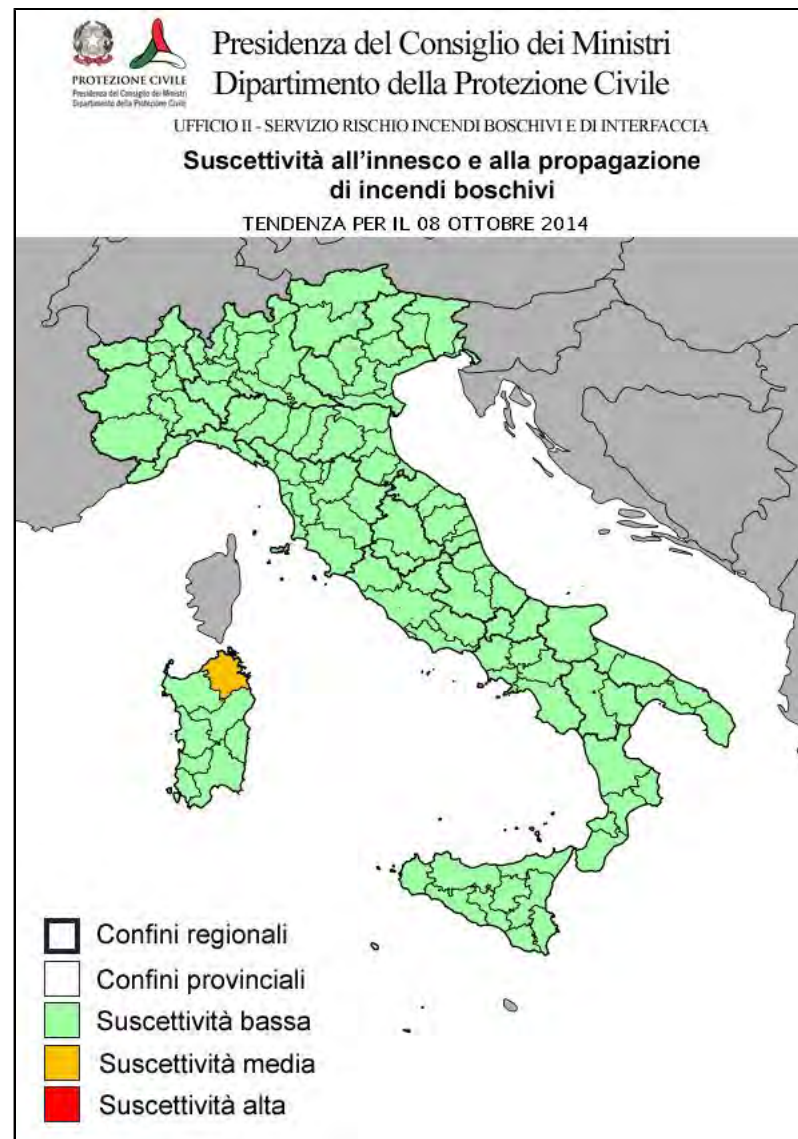 Presidenza del Consiglio dei Ministri
Dipartimento della Protezione Civile
PROTEZIONE CIVILE
Presidenza del Consiglio dei Ministri
Dipartimento della Protezione Civile
UFFICIO II - SERVIZIO RISCHIO INCENDI BOSCHIVI E DI INTERFACCIA
Suscettività all'innesco e alla propagazione
di incendi boschivi
TENDENZA PER IL 08 OTTOBRE 2014
Confini regionali
Confini provinciali
Suscettività bassa
Suscettività media
Suscettività alta